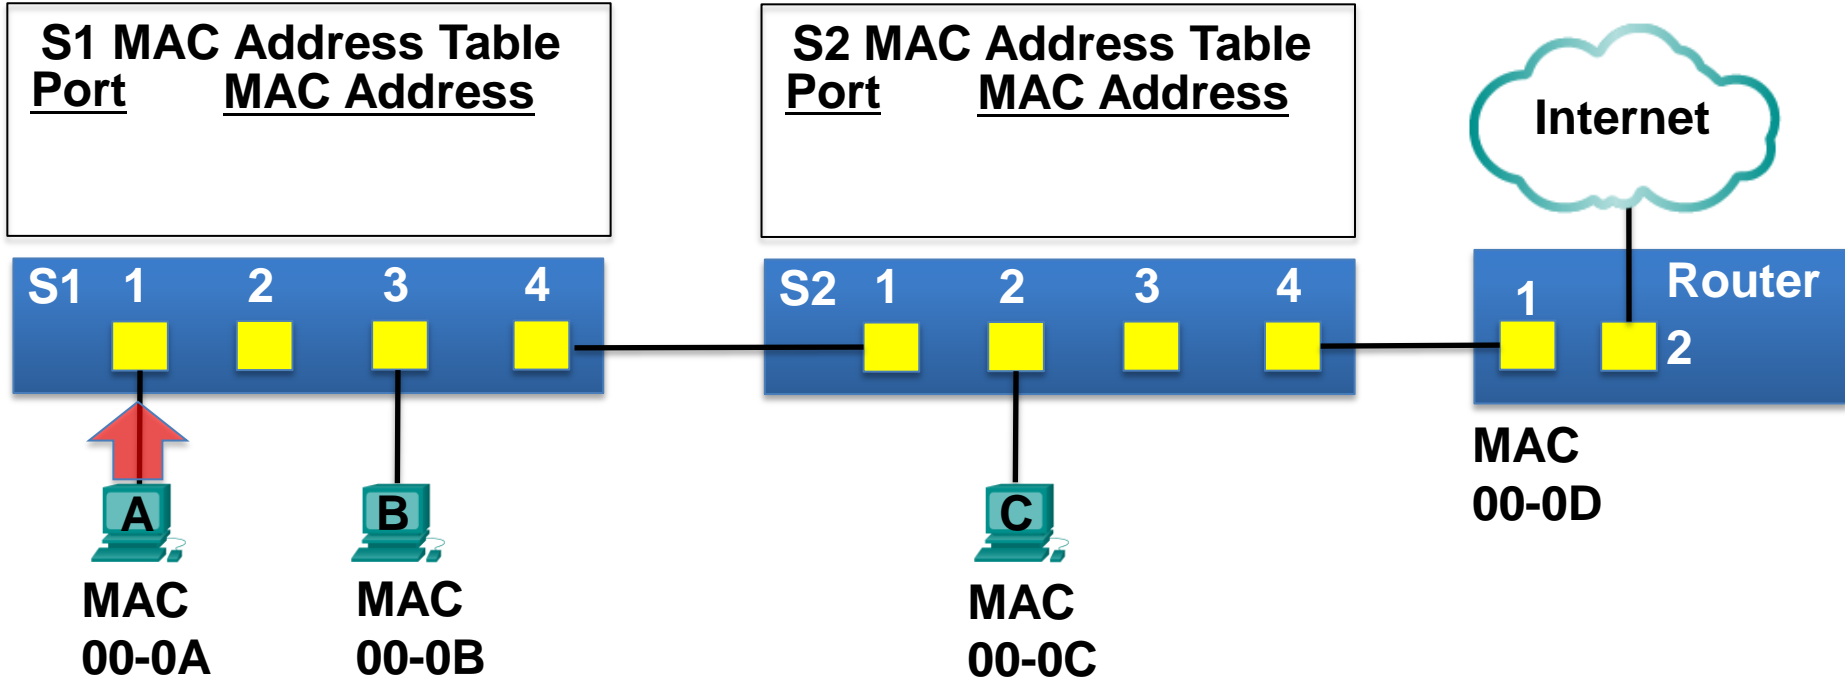 S1 MAC Address Table
Port MAC Address
S2 MAC Address Table
Port MAC Address
Internet
S1 1 2 3 4
S2 1 2 3 4
1 Router
2
A
MAC
00-0A
B
MAC
00-0B
C
MAC
00-0C
MAC
00-0D